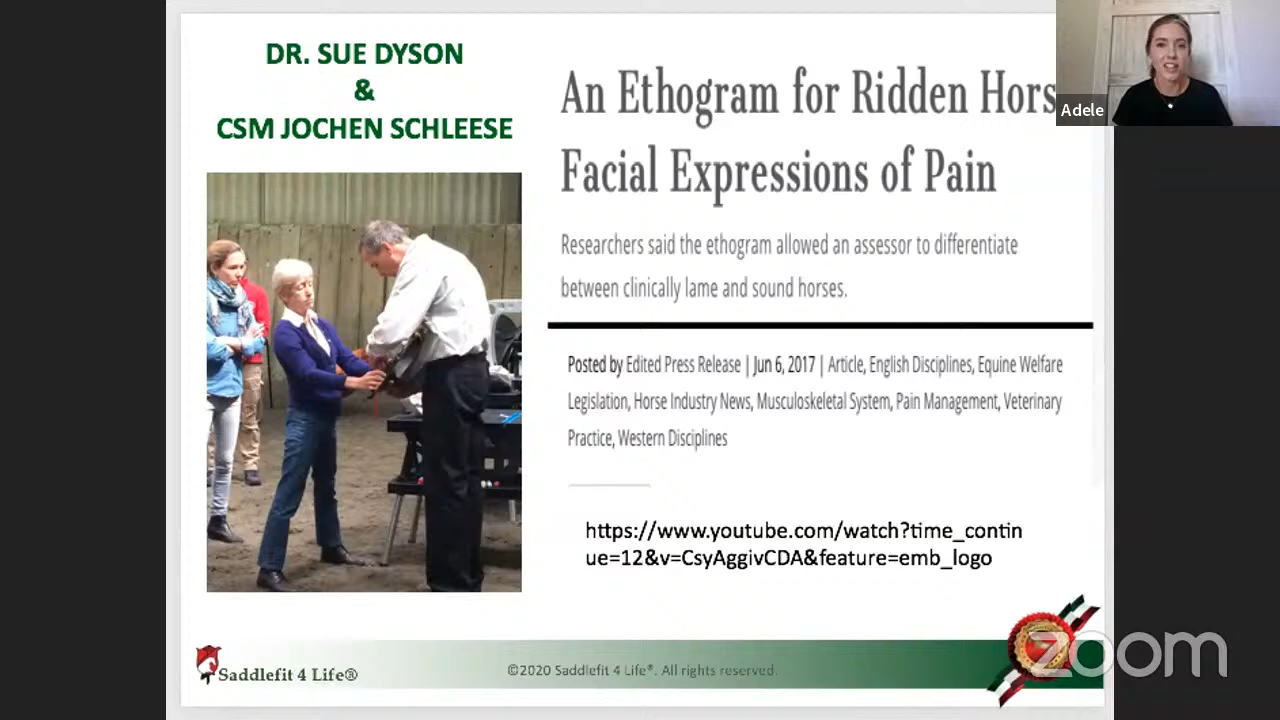 DR. SUE DYSON
&
CSM JOCHEN SCHLEESE
An Ethogram for Ridden Hors
Facial Expressions of Pain
Researchers said the ethogram allowed an assessor to differentiate
between clinically lame and sound horses.
Posted by Edited Press Release | Jun 6, 2017 | Article, English Disciplines, Equine Welfare
Legislation, Horse Industry News, Musculoskeletal System, Pain Management, Veterinary
Practice, Western Disciplines
https://www.youtube.com/watch?time_contin
ue=12&v=CsyAggivCDA&feature=emb_logo
Saddlefit 4 Life®
©2020 Saddlefit 4 Life®. All rights reserved.
Adele
zoom